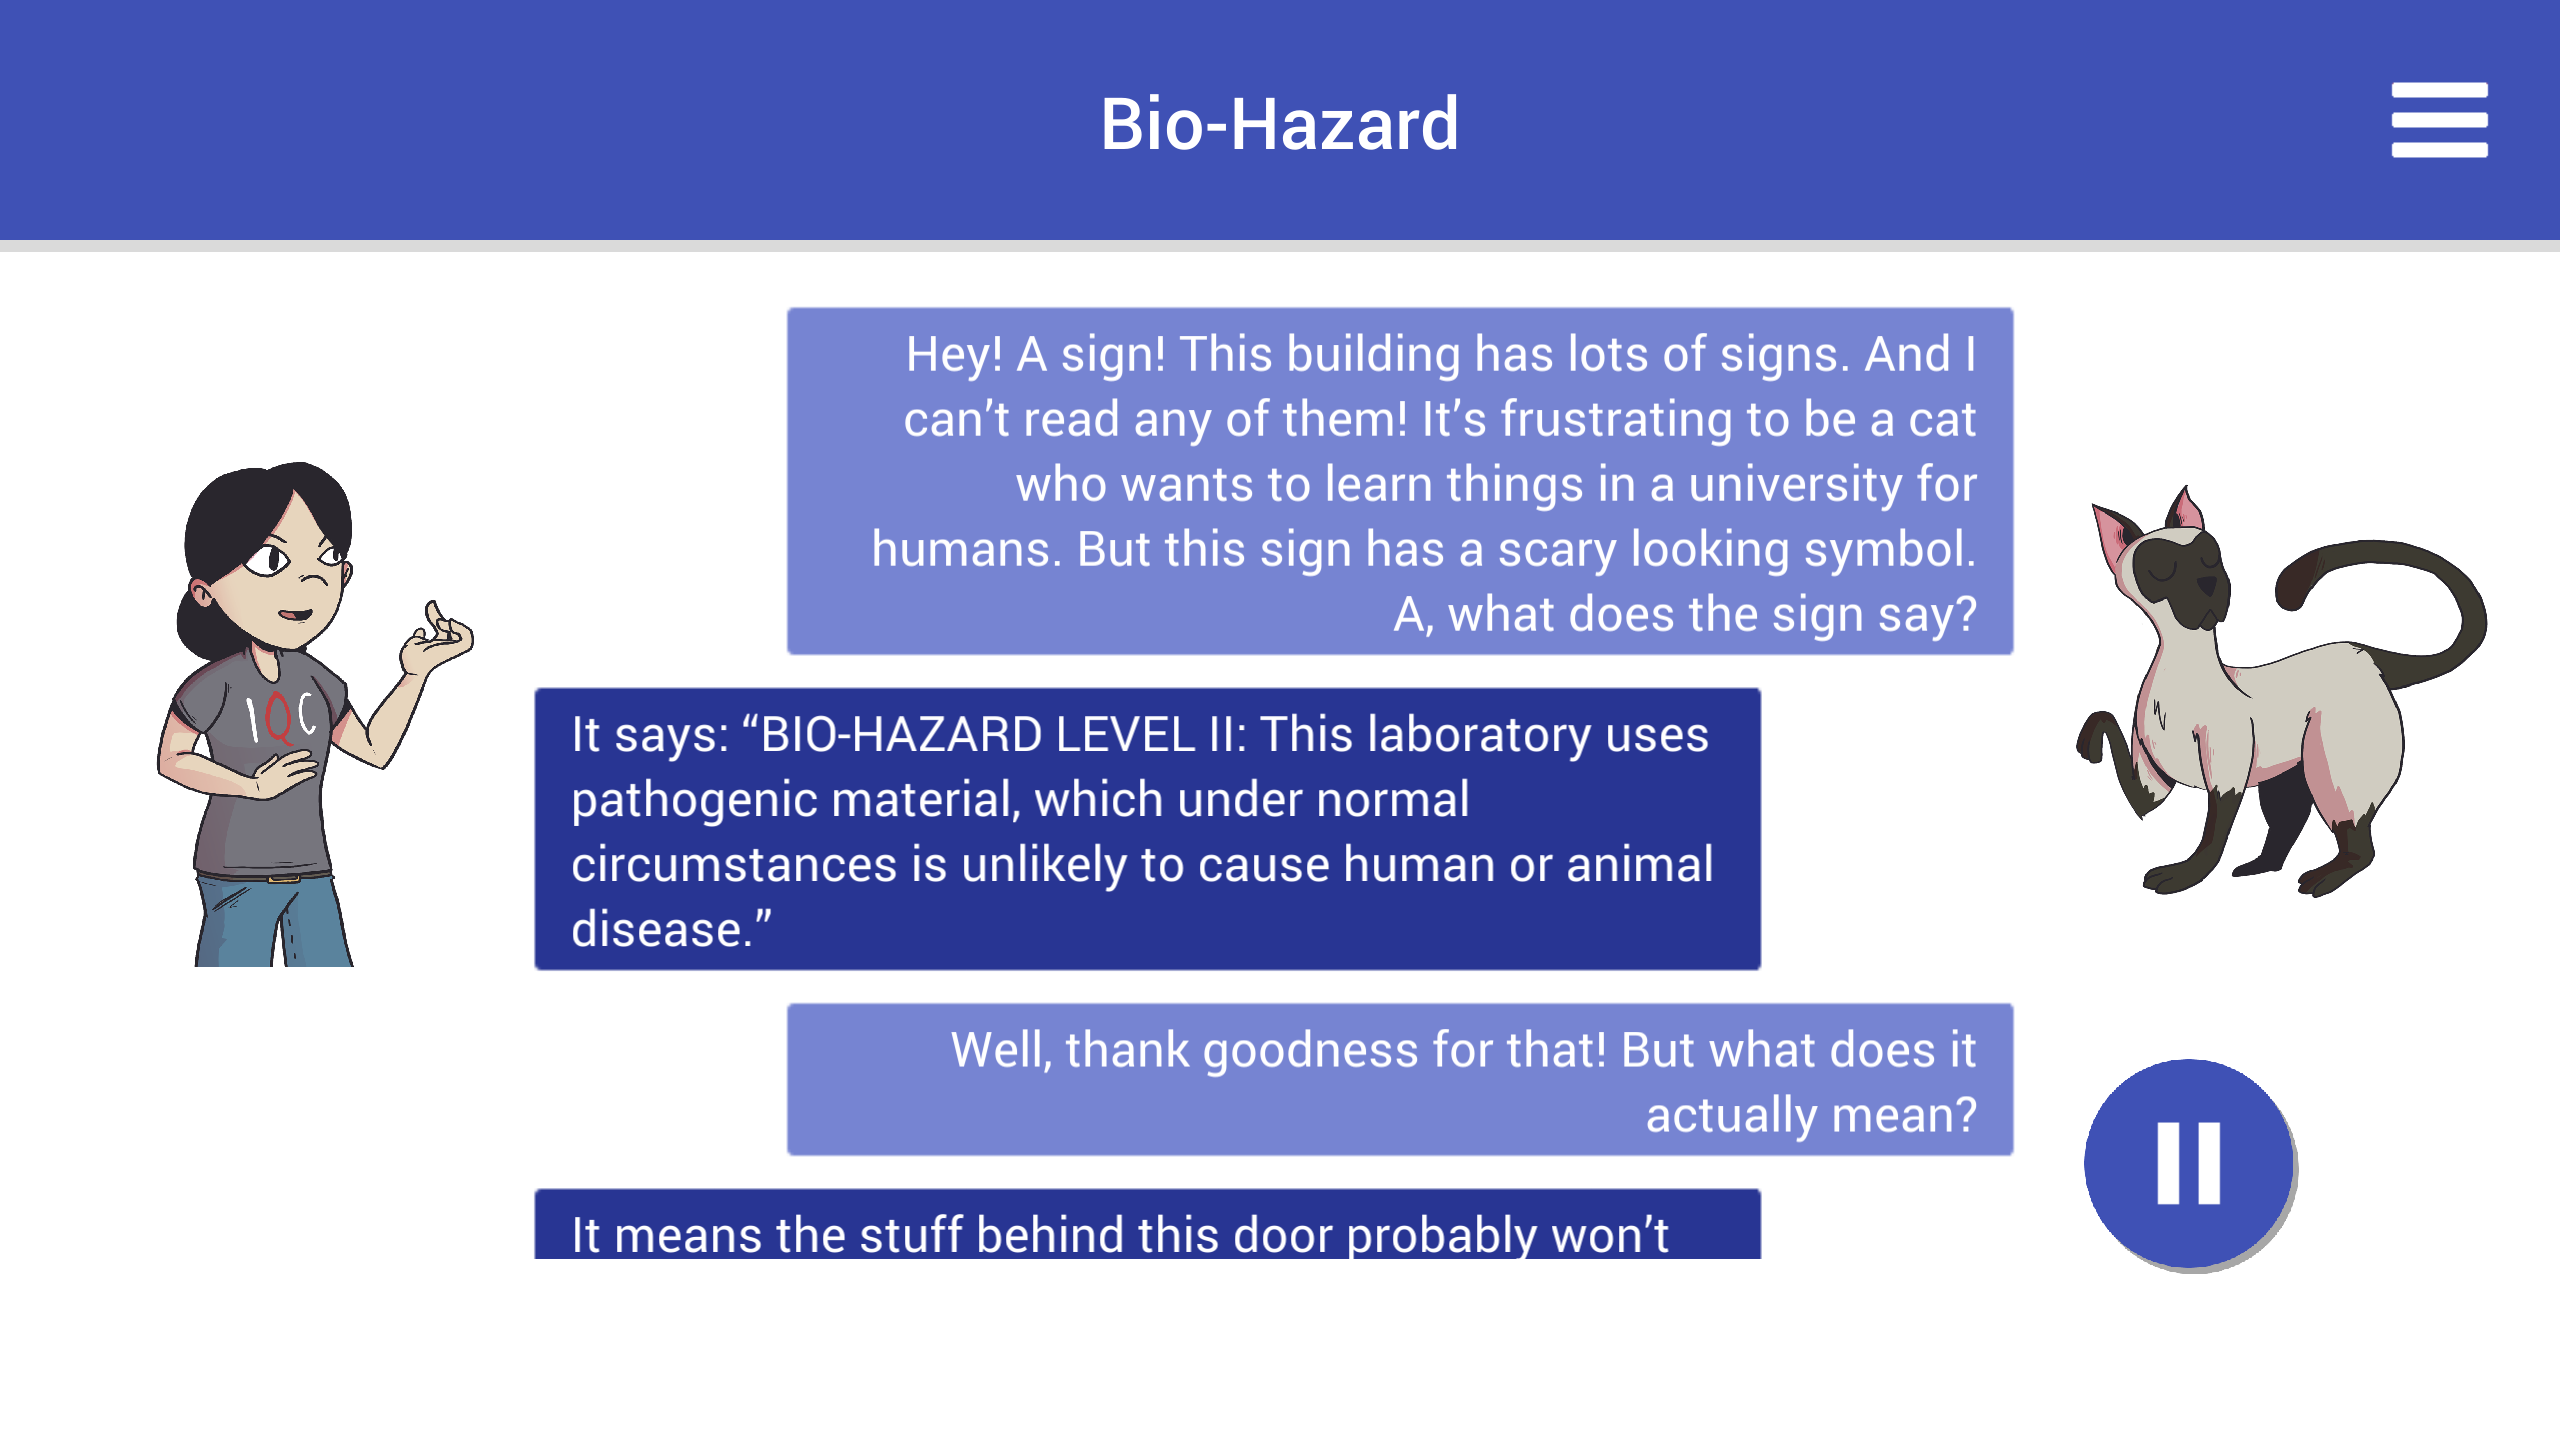 Bio-Hazard
Hey! A sign! This building has lots of signs. And I
can’t read any of them! It’s frustrating to be a cat
who wants to learn things in a university for
humans. But this sign has a scary looking symbol.
A, what does the sign say?
IQC
It says: “BIO-HAZARD LEVEL II: This laboratory uses
pathogenic material, which under normal
circumstances is unlikely to cause human or animal
disease.”
Well, thank goodness for that! But what does it
actually mean?
It means the stuff behind this door probably won’t